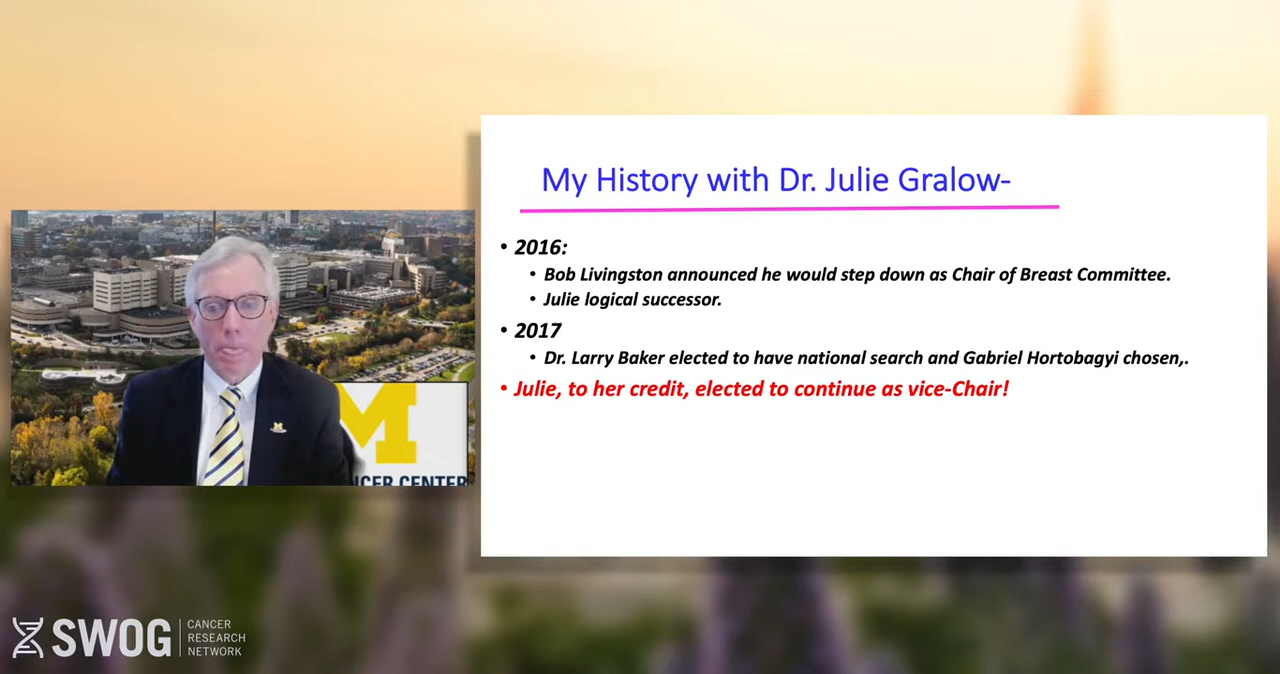 My History with Dr. Julie Gralow-
• 2016:
• Bob Livingston announced he would step down as Chair of Breast Committee.
• Julie logical successor.
• 2017
• Dr. Larry Baker elected to have national search and Gabriel Hortobagyi chosen,.
• Julie, to her credit, elected to continue as vice-Chair!
M
CER CENTER
SWOG
CANCER
RESEARCH
NETWORK